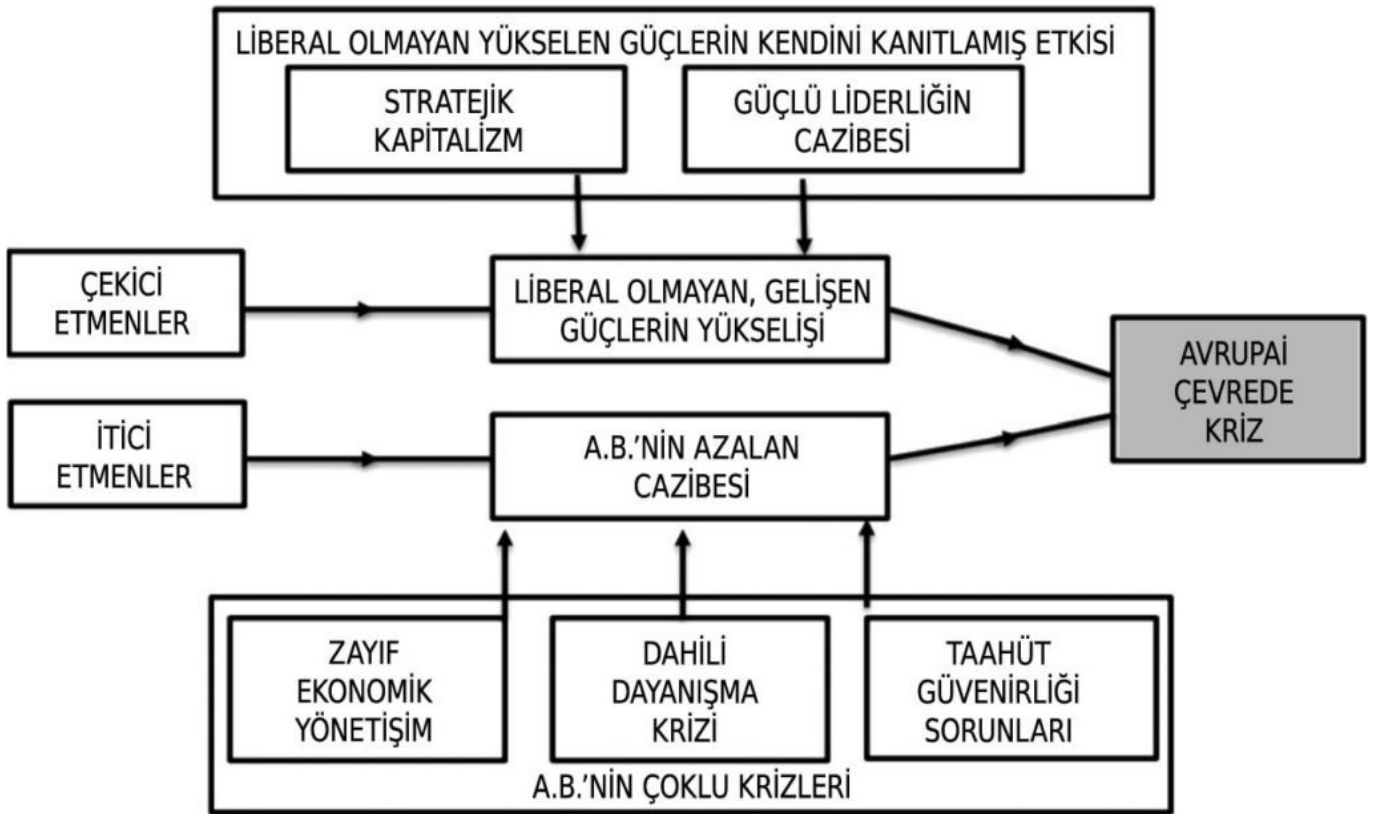 LİBERAL OLMAYAN YÜKSELEN GÜÇLERİN KENDİNİ KANITLAMIŞ ETKİSİ
STRATEJİK
KAPİTALİZM
GÜÇLÜ LİDERLİĞİN
CAZİBESİ
ÇEKİCİ
ETMENLER
LİBERAL OLMAYAN, GELİŞEN
GÜÇLERİN YÜKSELİŞİ
AVRUPAİ
ÇEVREDE
KRİZ
İTİCİ
ETMENLER
A.B.'NİN AZALAN
CAZİBESİ
ZAYIF
EKONOMİK
YÖNETİŞİM
DAHİLİ
DAYANIŞMA
KRİZİ
TAAHÜT
GÜVENİRLİĞİ
SORUNLARI
A.B.'NİN ÇOKLU KRİZLERİ